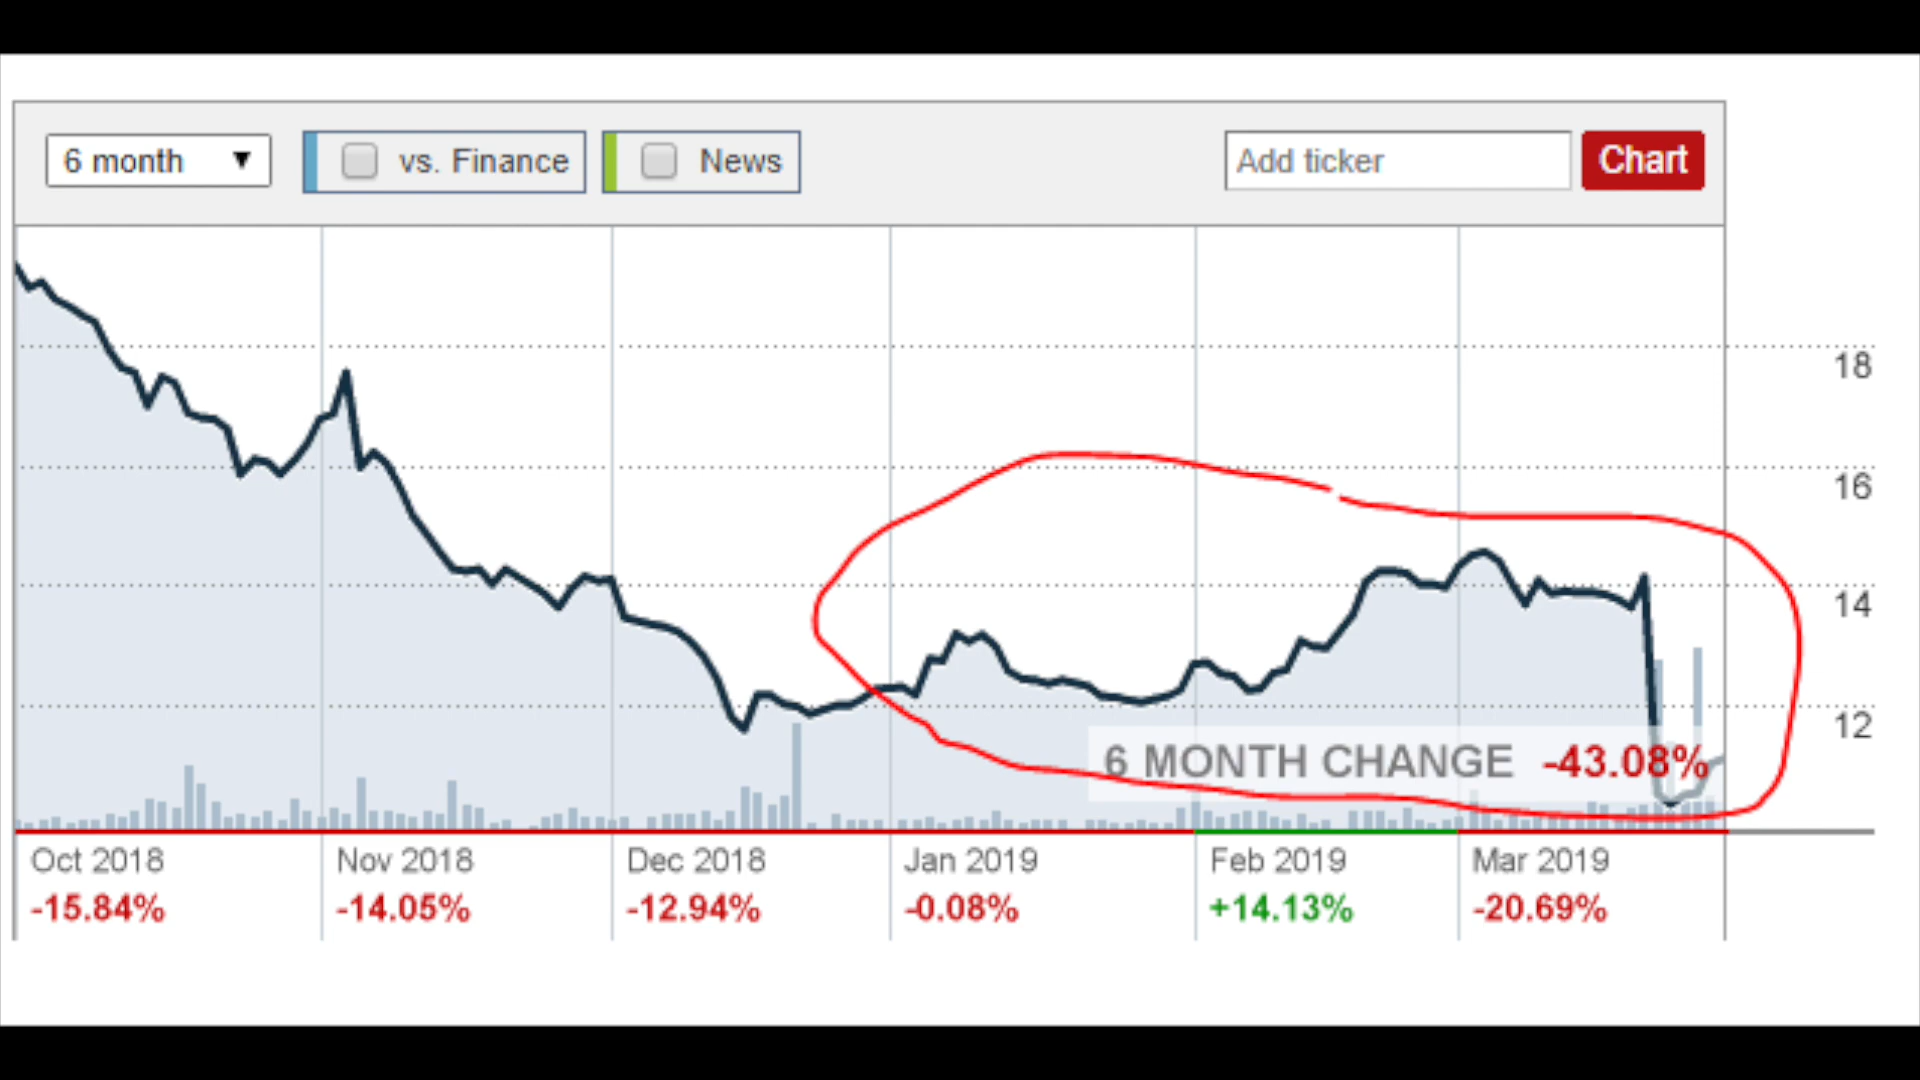 6 month vs. Finance News Add ticker Chart
18
16
14
12
6 MONTH CHANGE -43.08%
Oct 2018 Nov 2018 Dec 2018 Jan 2019 Feb 2019 Mar 2019
-15.84% -14.05% -12.94% -0.08% +14.13% -20.69%